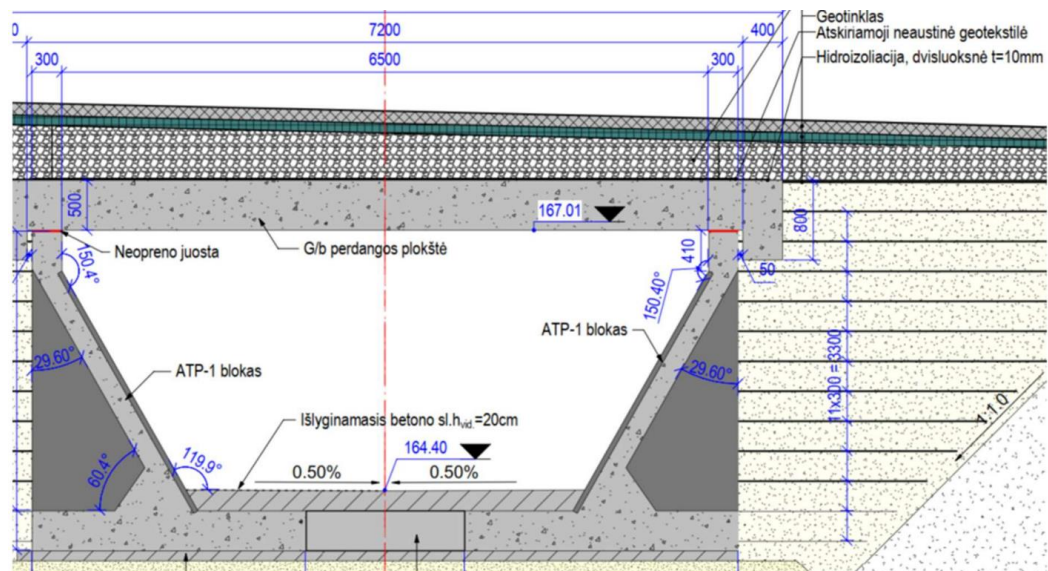 Geotinklas
0
7200
400
Atskiriamoji neaustinė geotekstilė
300
6500
300
Hidroizoliacija, dvisluoksnė t=10mm
500
167.01
800
Neopreno juosta
G/b perdangos plokštė
410
50
150.4°
150.40°
ATP-1 blokas
29.60°
ATP-1 blokas
29.60°
11x300 = 3300
1:1.0
Išlyginamasis betono sl.hvid.=20cm
164.40
60.4°
119.9°
0.50%
0.50%